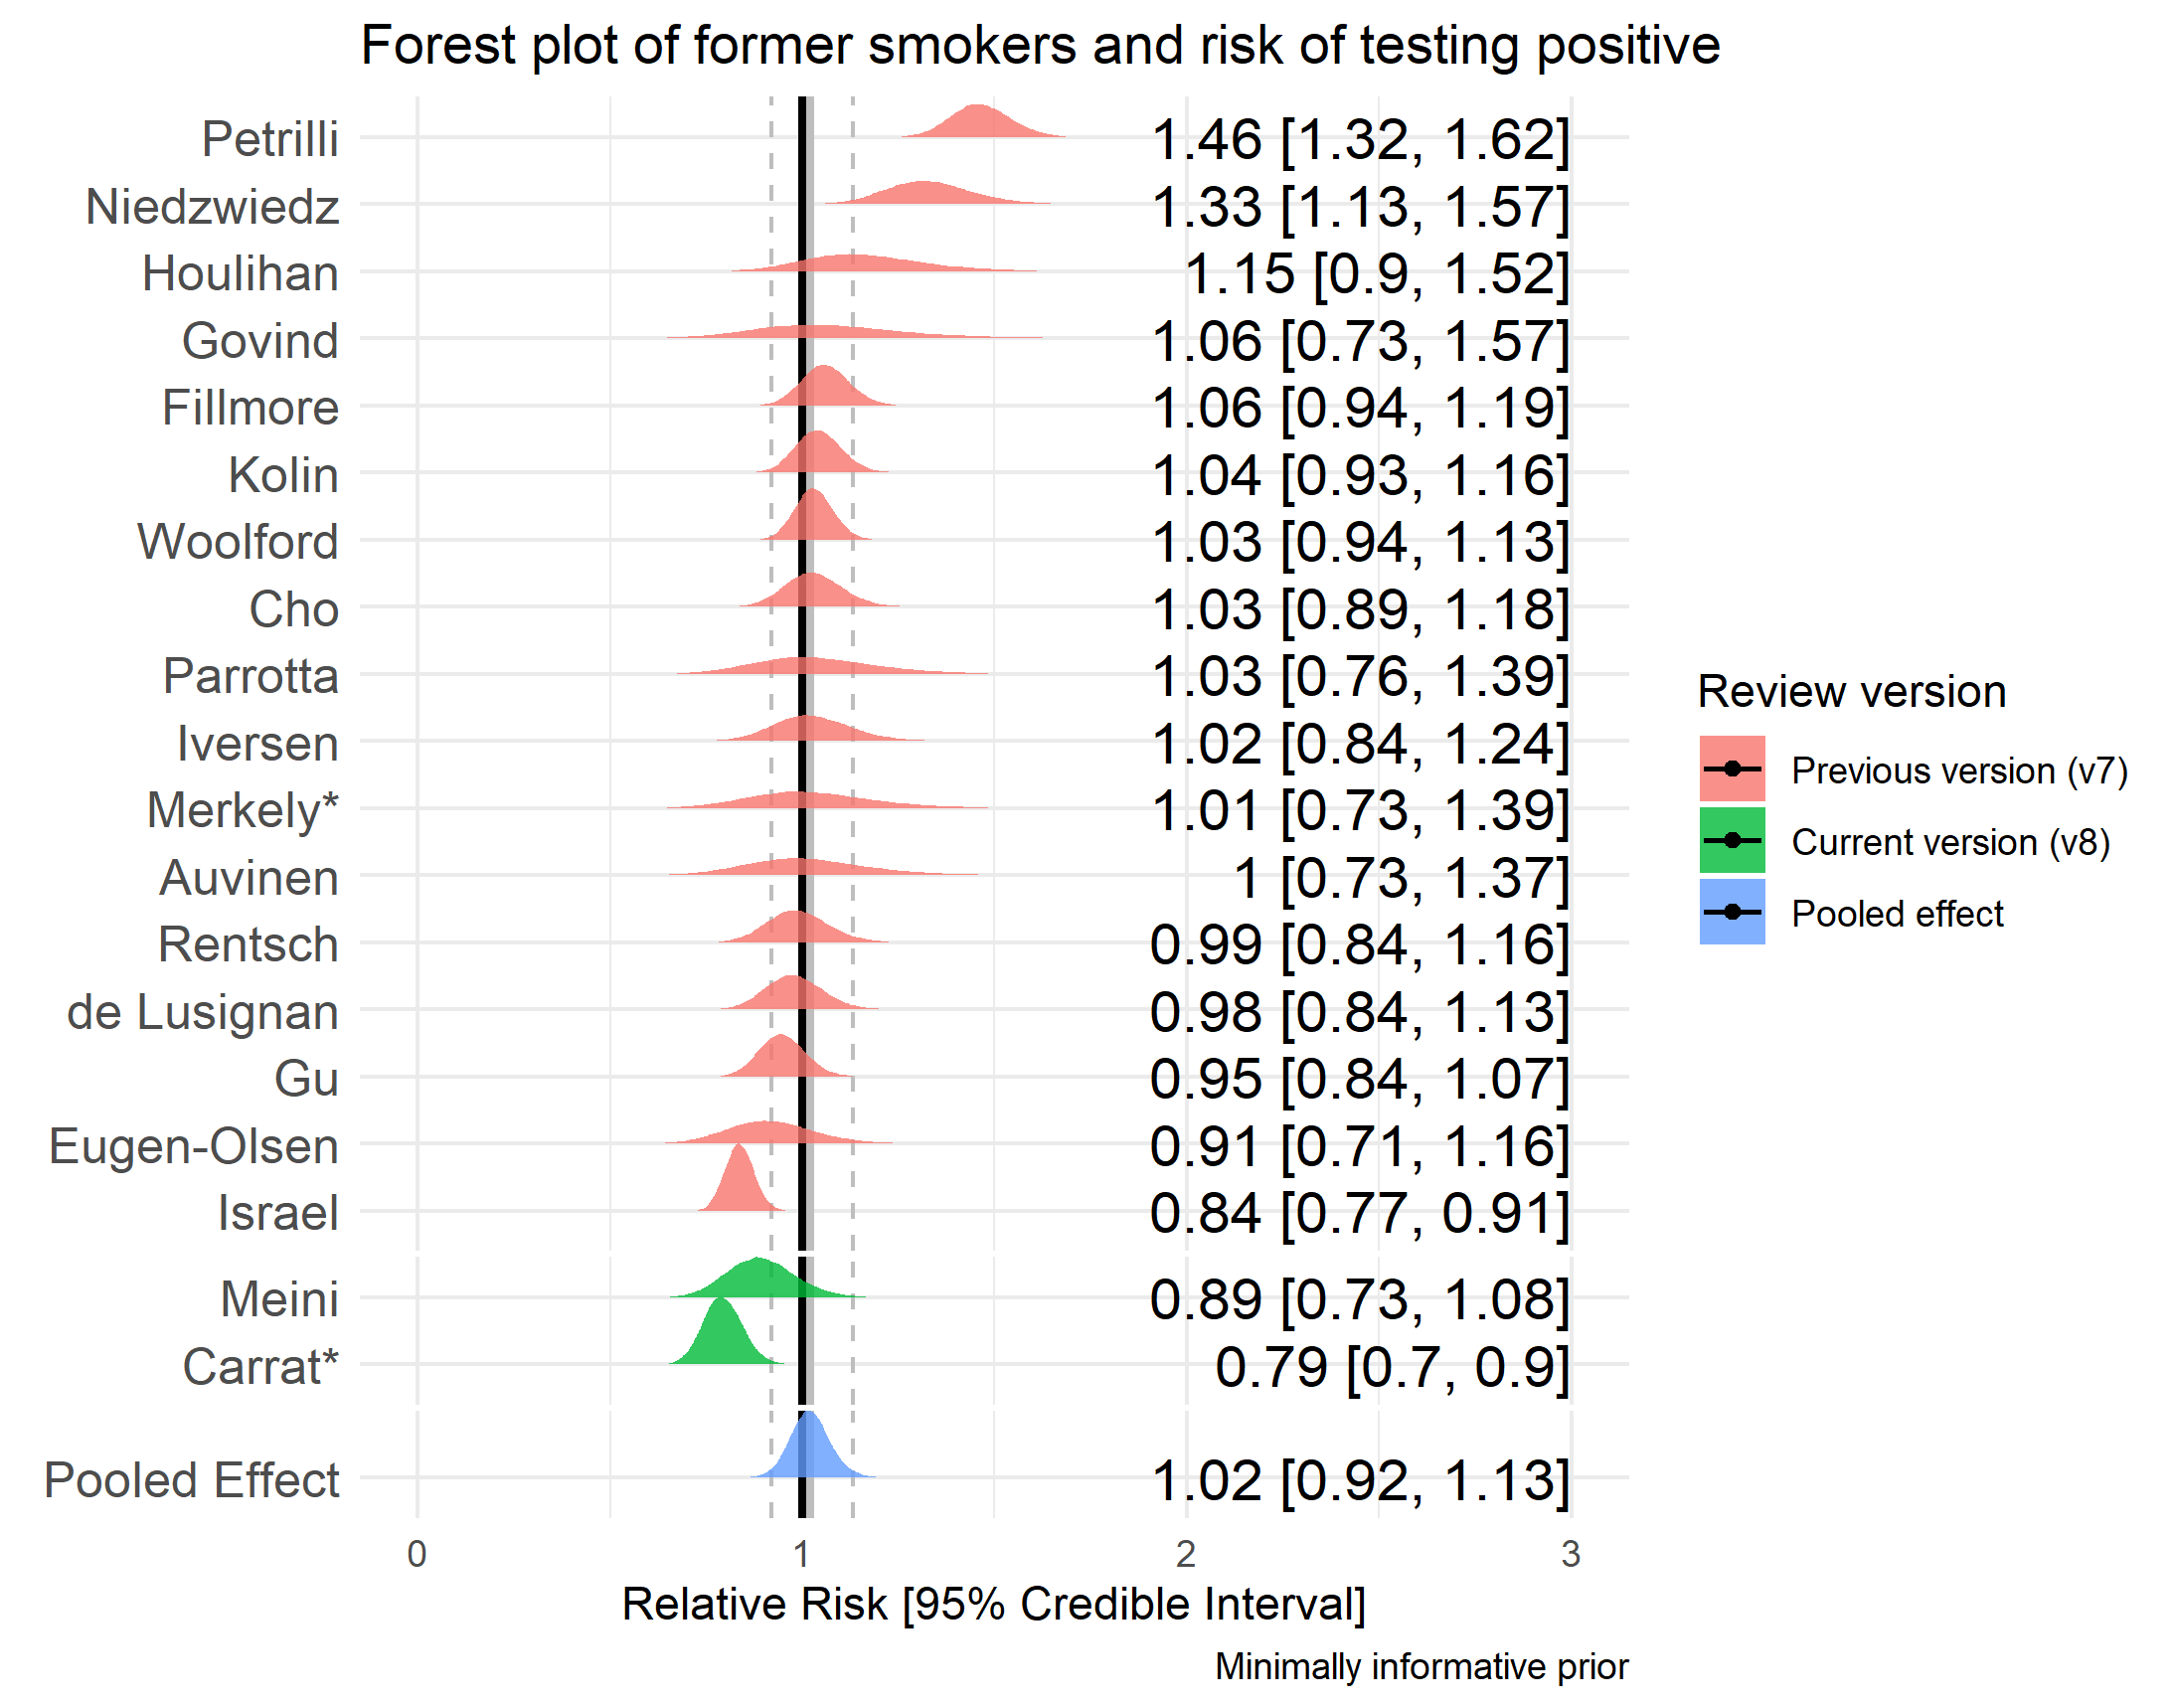 Forest plot of former smokers and risk of testing positive
Petrilli 1.46 [1.32, 1.62]
Niedzwiedz 1.33 [1.13, 1.57]
Houlihan 1.15 [0.9, 1.52]
Govind 1.06 [0.73, 1.57]
Fillmore 1.06 [0.94, 1.19]
Kolin 1.04 [0.93, 1.16]
Woolford 1.03 [0.94, 1.13]
Cho 1.03 [0.89, 1.18]
Parrotta 1.03 [0.76, 1.39]
Iversen 1.02 [0.84, 1.24]
Merkely* 1.01 [0.73, 1.39]
Auvinen 1 [0.73, 1.37]
Rentsch 0.99 [0.84, 1.16]
de Lusignan 0.98 [0.84, 1.13]
Gu 0.95 [0.84, 1.07]
Eugen-Olsen 0.91 [0.71, 1.16]
Israel 0.84 [0.77, 0.91]
Meini 0.89 [0.73, 1.08]
Carrat* 0.79 [0.7, 0.9]
Pooled Effect 1.02 [0.92, 1.13]
0 1 2 3
Relative Risk [95% Credible Interval]
Minimally informative prior
Review version
Previous version (v7)
Current version (v8)
Pooled effect